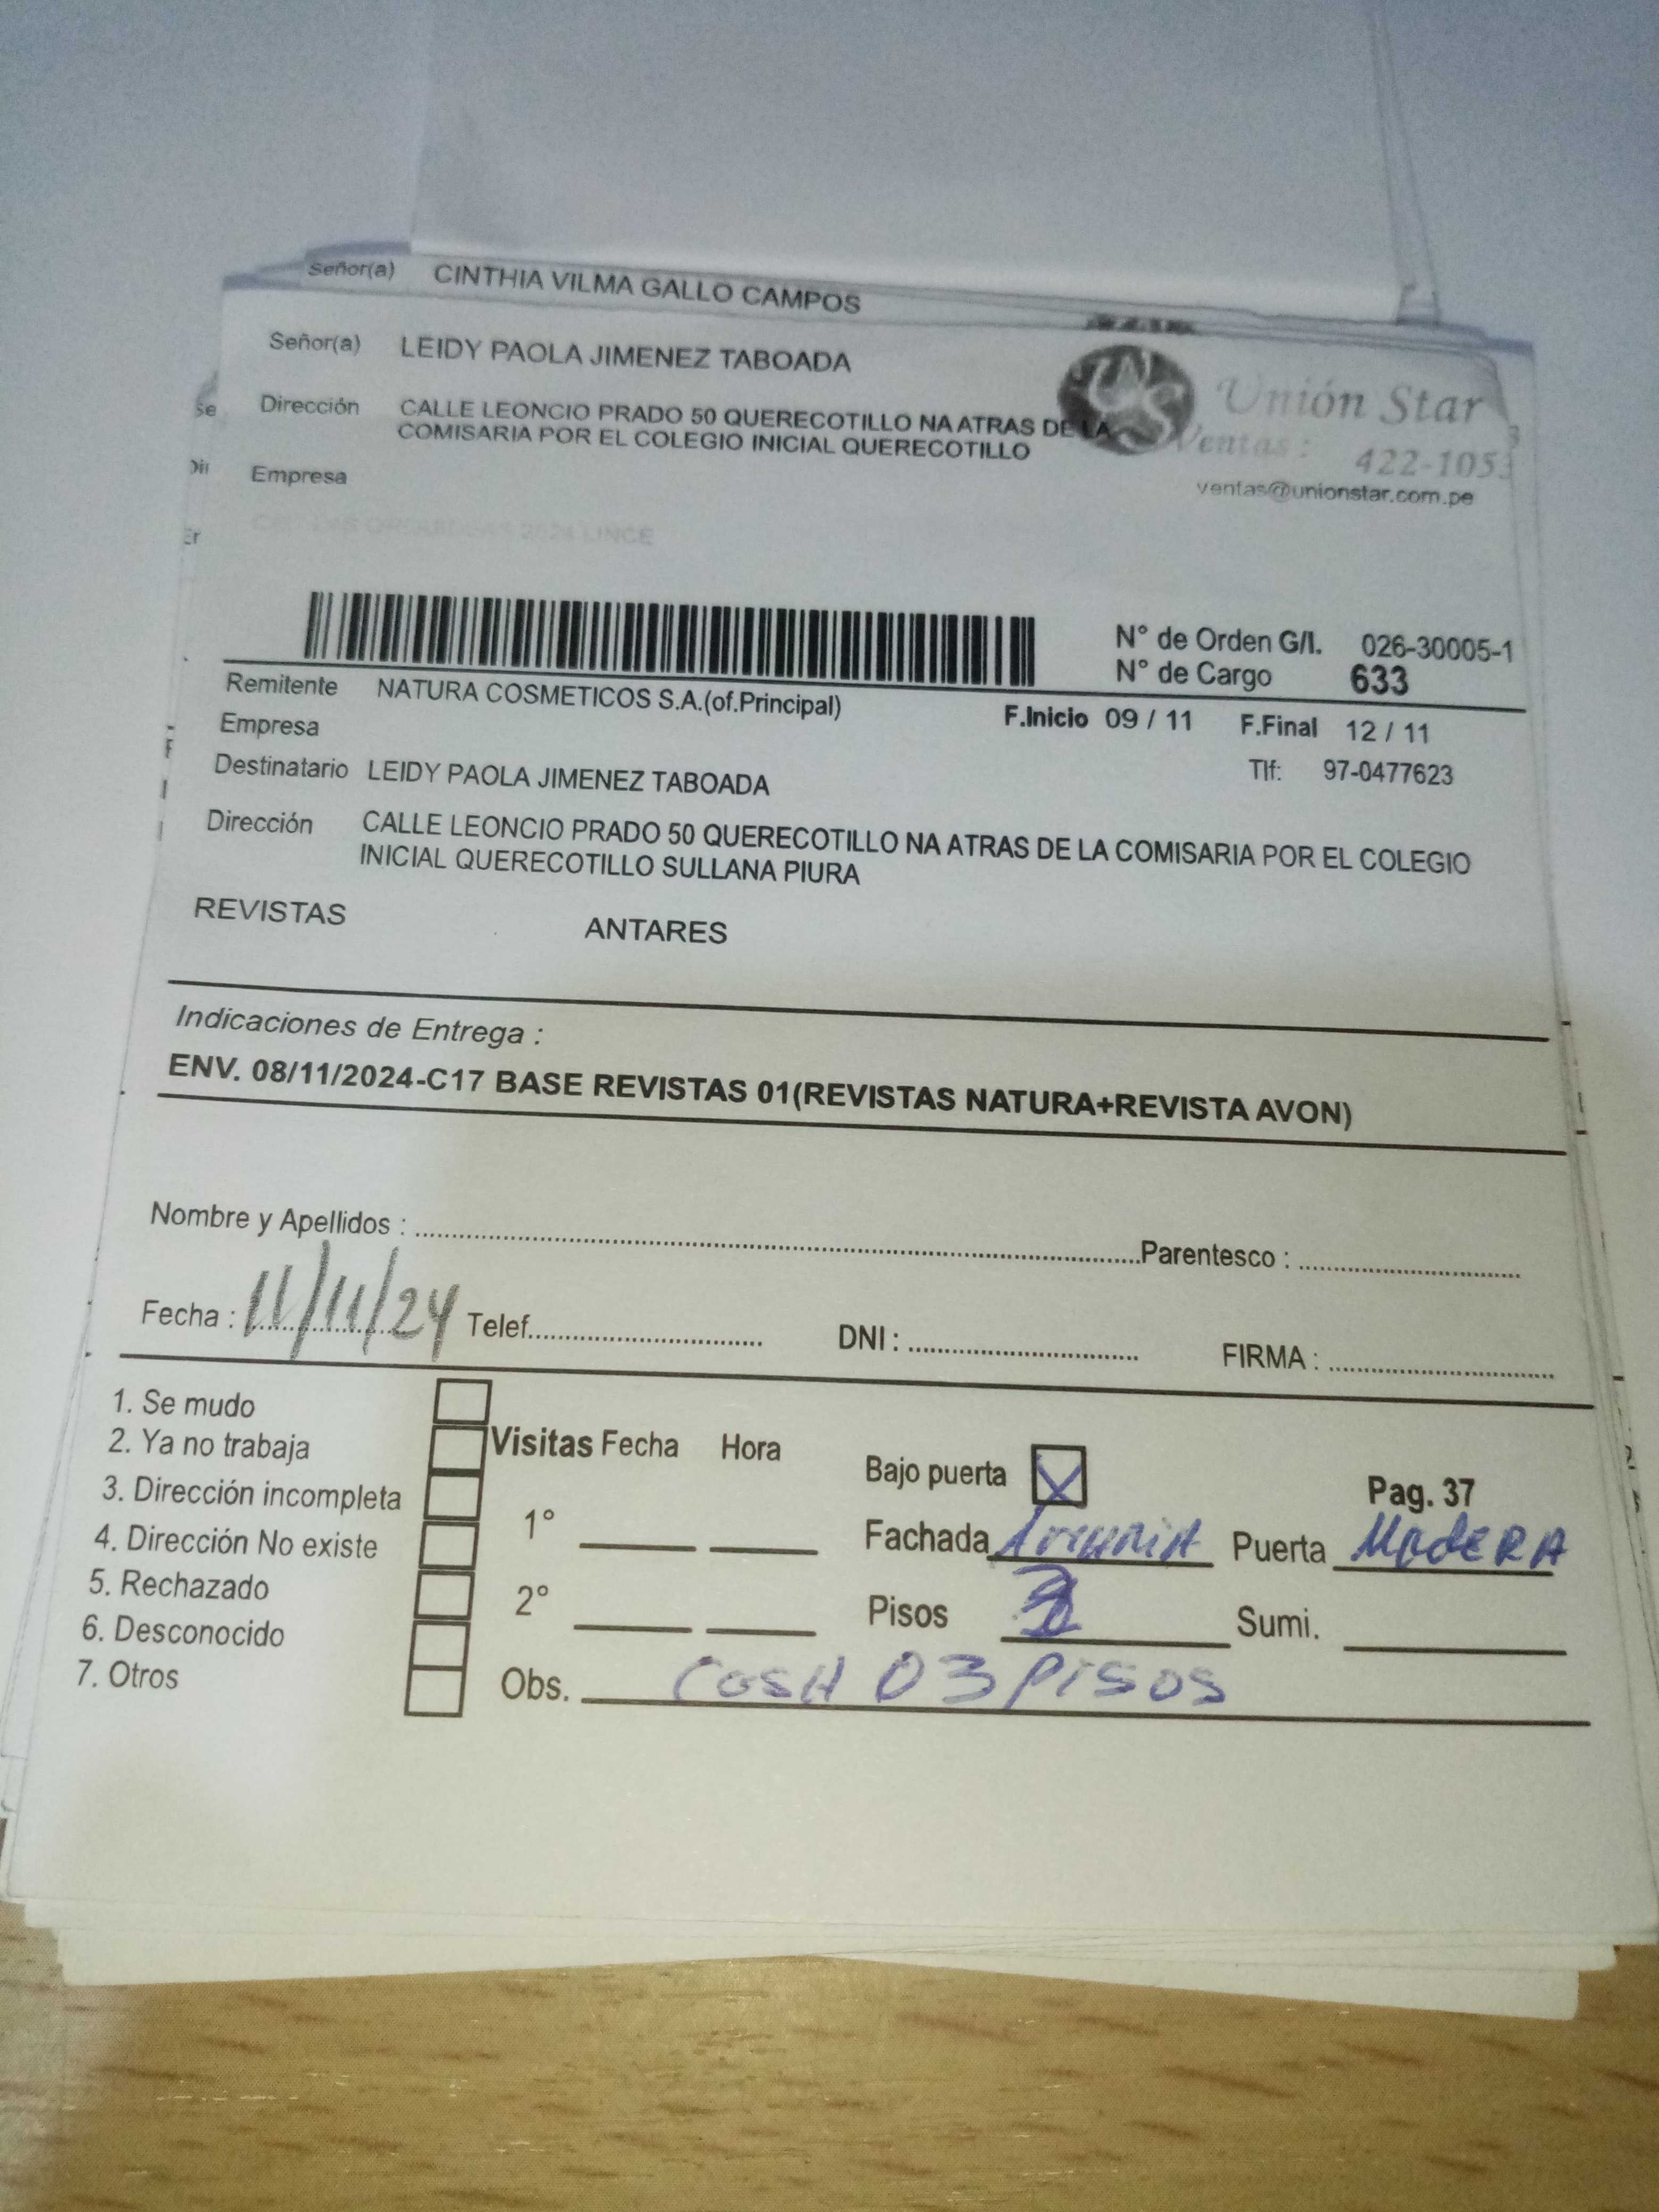 Señor(a) CINTHIA VILMA GALLO CAMPOS
Señor(a) LEIDY PAOLA JIMENEZ TABOADA
Unión Star
Se
Dirección CALLE LEONCIO PRADO 50 QUERECOTILLO NA ATRAS DE LA
COMISARIA POR EL COLEGIO INICIAL QUERECOTILLO
Ventas:
422-1053
ventas@unionstar.com.pe
Empresa
2024 LINCE
N° de Orden G/I. 026-30005-1
N° de Cargo 633
Remitente NATURA COSMETICOS S.A.(of.Principal)
F.Inicio 09 / 11 F.Final 12 / 11
Empresa
Destinatario LEIDY PAOLA JIMENEZ TABOADA
Tlf: 97-0477623
Dirección CALLE LEONCIO PRADO 50 QUERECOTILLO NA ATRAS DE LA COMISARIA POR EL COLEGIO
INICIAL QUERECOTILLO SULLANA PIURA
REVISTAS ANTARES
Indicaciones de Entrega :
ENV. 08/11/2024-C17 BASE REVISTAS 01(REVISTAS NATURA+REVISTA AVON)
Nombre y Apellidos : Parentesco :
Fecha : 11/11/24 Telef. DNI : FIRMA :
1. Se mudo
2. Ya no trabaja
3. Dirección incompleta
4. Dirección No existe
5. Rechazado
6. Desconocido
7. Otros
Visitas Fecha Hora
1°
2°
Bajo puerta X Pag. 37
Fachada Puerta MADERA
Pisos Sumi.
Obs. CASA 03 PISOS